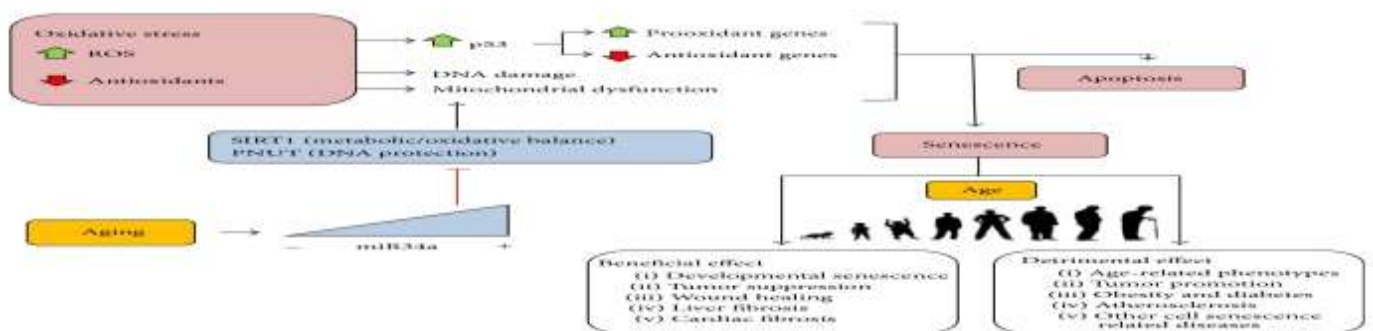 Oxidative stress
ROS
Antioxidants
p53
Prooxidant genes
Antioxidant genes
DNA damage
Mitochondrial dysfunction
Apoptosis
SIRT1 (metabolic/oxidative balance)
PNUT (DNA protection)
Senescence
Age
Aging
−
miR34a
+
Beneficial effect
(i) Developmental senescence
(ii) Tumor suppression
(iii) Wound healing
(iv) Liver fibrosis
(v) Cardiac fibrosis
Detrimental effect
(i) Age-related phenotypes
(ii) Tumor promotion
(iii) Obesity and diabetes
(iv) Atherosclerosis
(v) Other cell senescence
related diseases